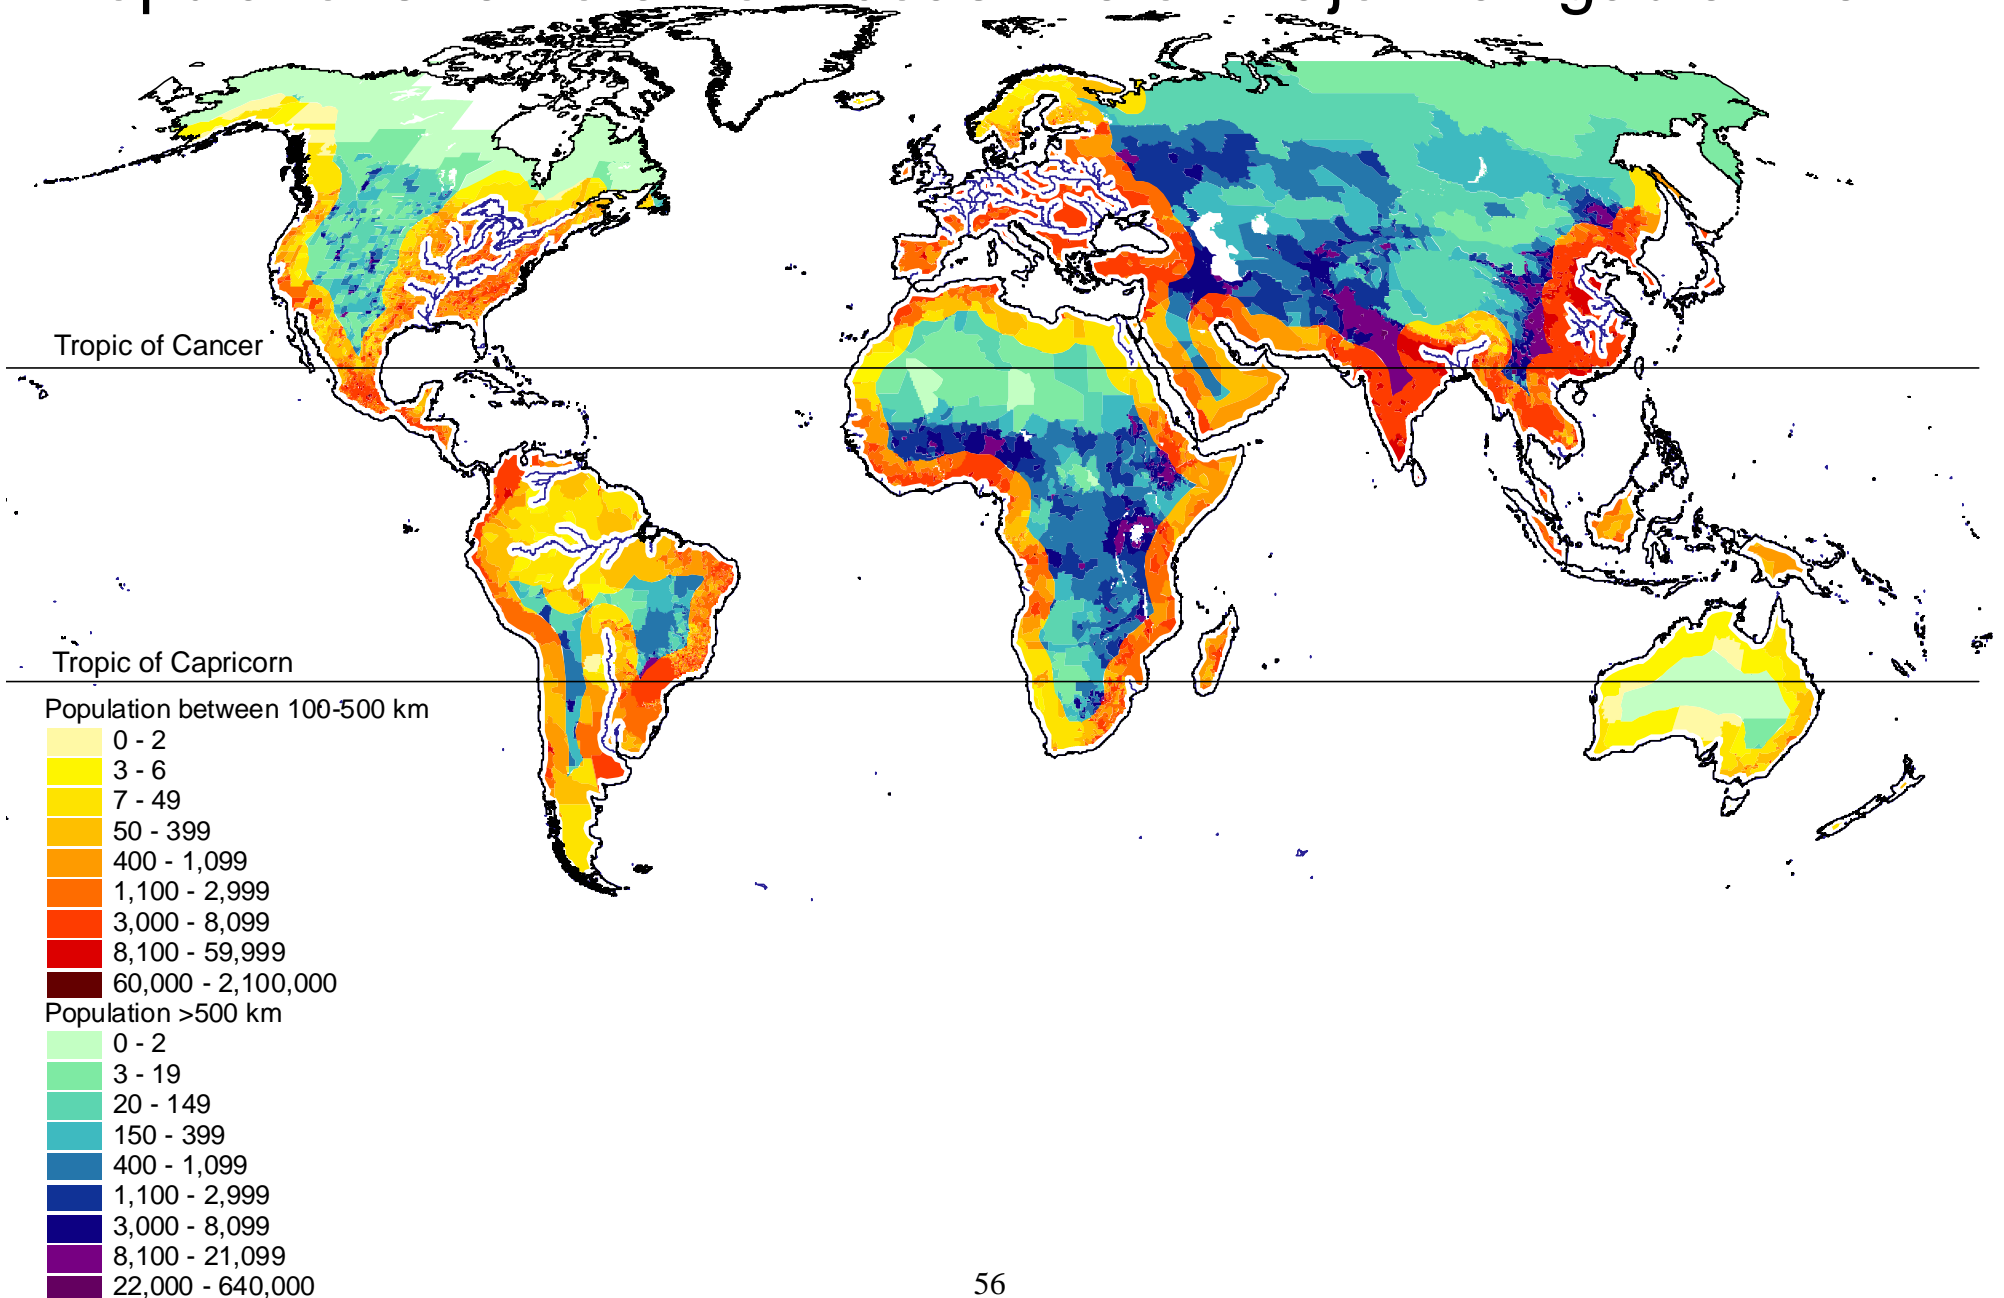 Tropic of Cancer
Tropic of Capricorn
Population between 100-500 km
0 - 2
3 - 6
7 - 49
50 - 399
400 - 1,099
1,100 - 2,999
3,000 - 8,099
8,100 - 59,999
60,000 - 2,100,000
Population >500 km
0 - 2
3 - 19
20 - 149
150 - 399
400 - 1,099
1,100 - 2,999
3,000 - 8,099
8,100 - 21,099
22,000 - 640,000
56